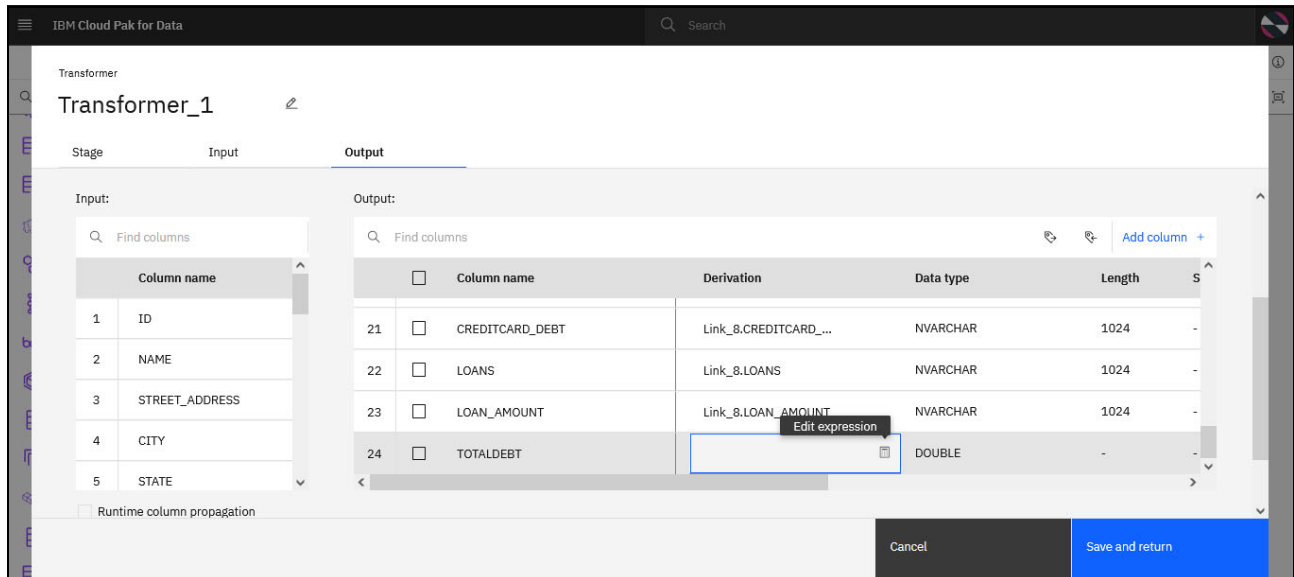 IBM Cloud Pak for Data
Search
Transformer
Transformer_1
Stage Input Output
Input:
Find columns
Column name
1 ID
2 NAME
3 STREET_ADDRESS
4 CITY
5 STATE
Runtime column propagation
Output:
Find columns
Add column +
Column name Derivation Data type Length S
21 CREDITCARD_DEBT Link_8.CREDITCARD_... NVARCHAR 1024 -
22 LOANS Link_8.LOANS NVARCHAR 1024 -
23 LOAN_AMOUNT Link_8.LOAN_AMOUNT NVARCHAR 1024 -
Edit expression
24 TOTALDEBT DOUBLE - -
Cancel Save and return